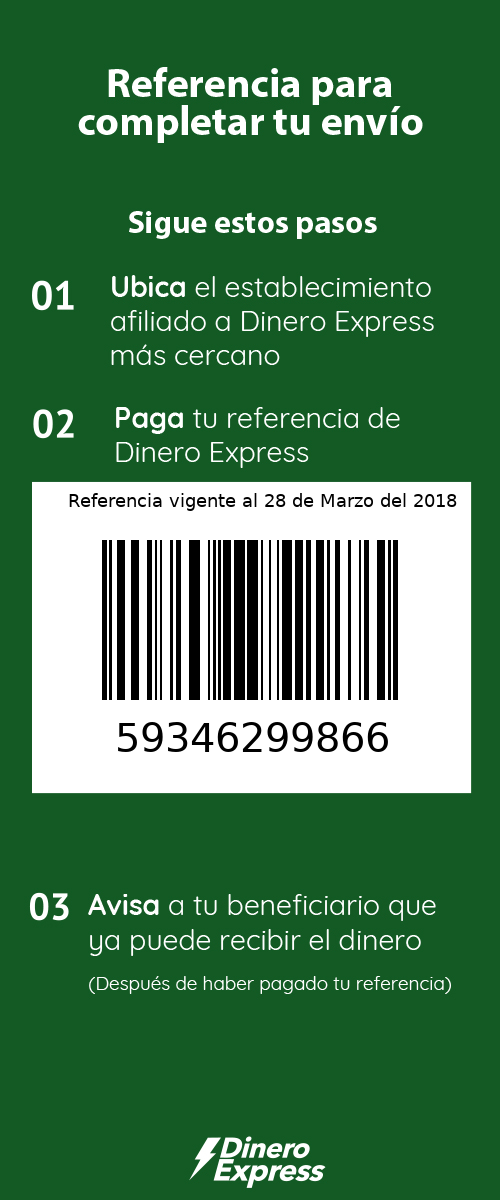 Referencia para
completar tu envío
Sigue estos pasos
01
Ubica el establecimiento
afiliado a Dinero Express
más cercano
02
Paga tu referencia de
Dinero Express
Referencia vigente al 28 de Marzo del 2018
59346299866
03
Avisa a tu beneficiario que
ya puede recibir el dinero
(Después de haber pagado tu referencia)
Dinero
Express